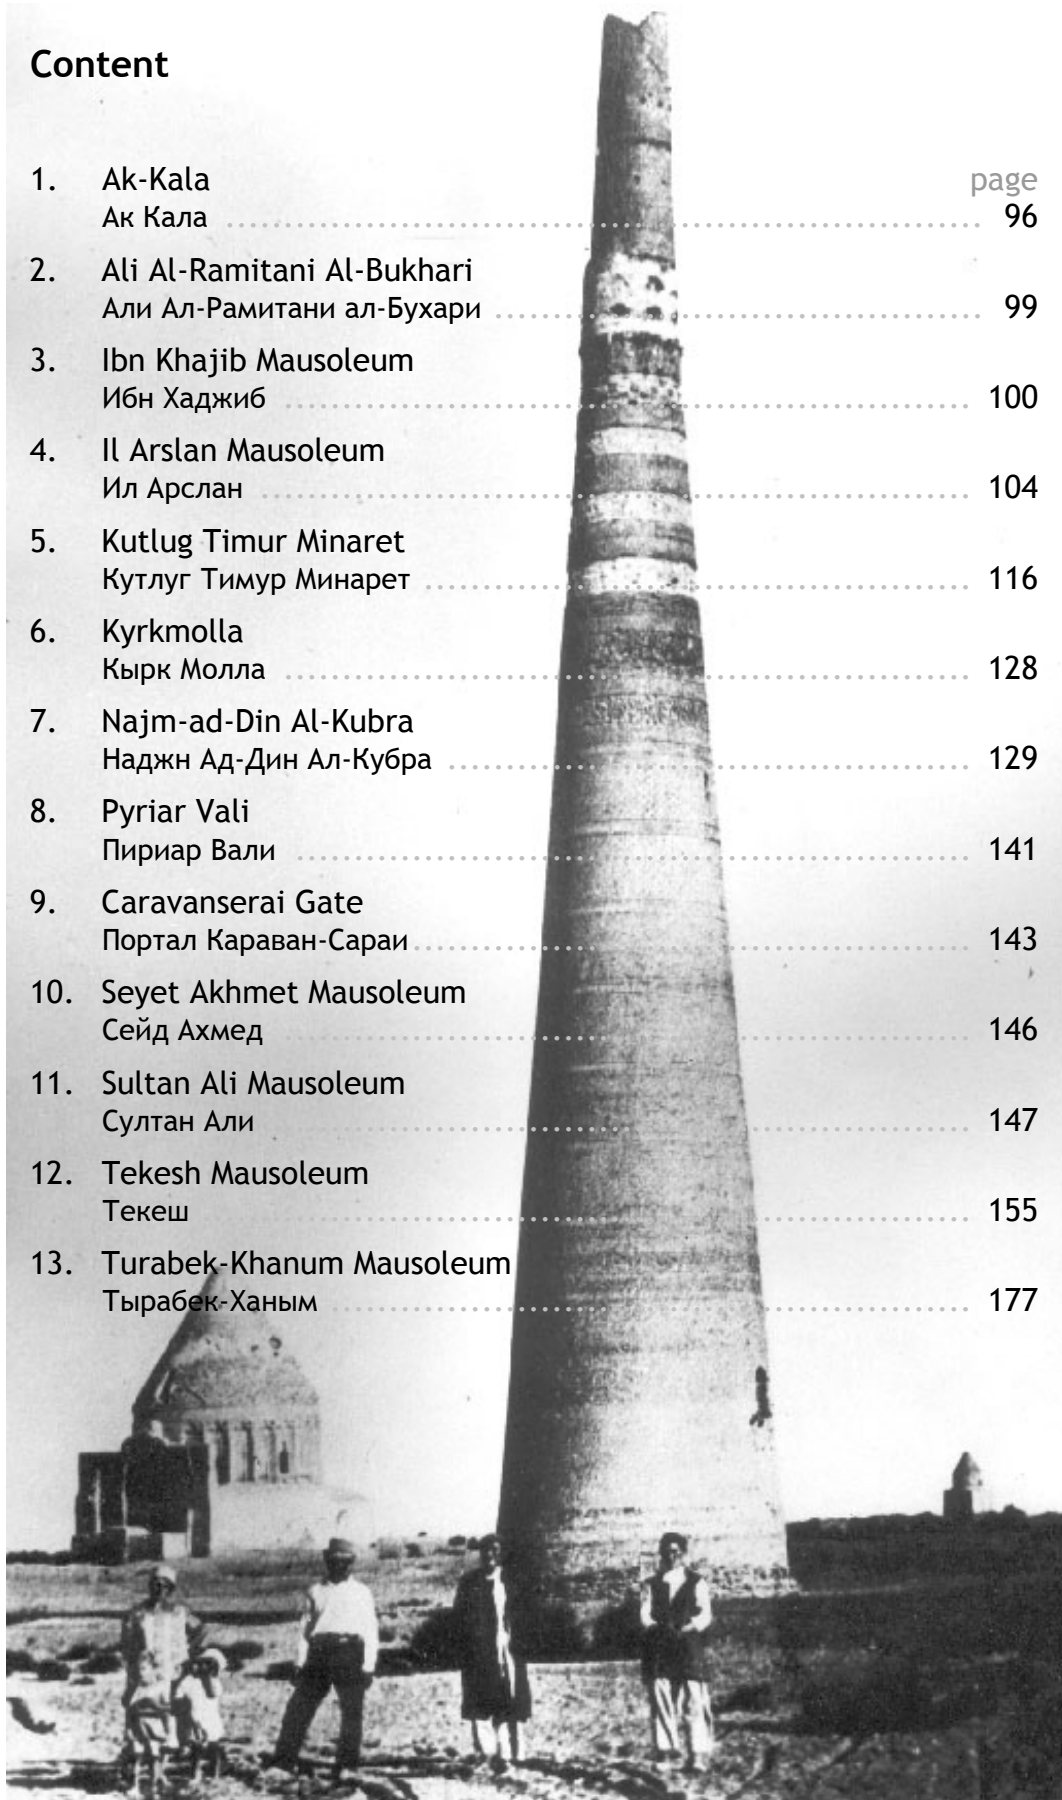 Content
page
1. Ak-Kala
Ак Кала 96
2. Ali Al-Ramitani Al-Bukhari
Али Ал-Рамитани ал-Бухари 99
3. Ibn Khajib Mausoleum
Ибн Хаджиб 100
4. Il Arslan Mausoleum
Ил Арслан 104
5. Kutlug Timur Minaret
Кутлуг Тимур Минарет 116
6. Kyrkmolla
Кырк Молла 128
7. Najm-ad-Din Al-Kubra
Наджн Ад-Дин Ал-Кубра 129
8. Pyriar Vali
Пириар Вали 141
9. Caravanserai Gate
Портал Караван-Сараи 143
10. Seyet Akhmet Mausoleum
Сейд Ахмед 146
11. Sultan Ali Mausoleum
Султан Али 147
12. Tekesh Mausoleum
Текеш 155
13. Turabek-Khanum Mausoleum
Тырабек-Ханым 177